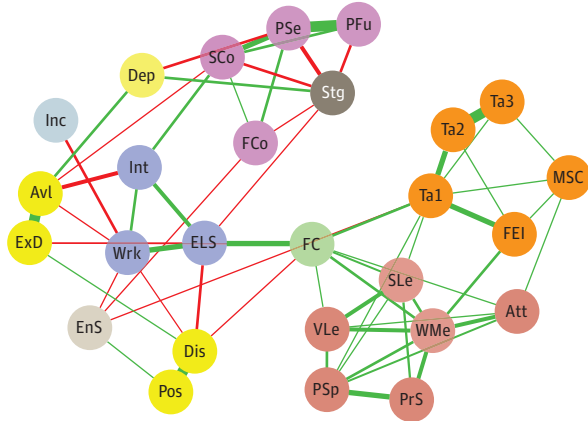 PFu
PSe
SCo
Dep
Stg
Ta3
Inc
Ta2
FCo
Int
MSC
Avl
Ta1
FEI
ExD
Wrk
ELS
FC
SLe
EnS
VLe
WMe
Att
Dis
Pos
PSp
PrS